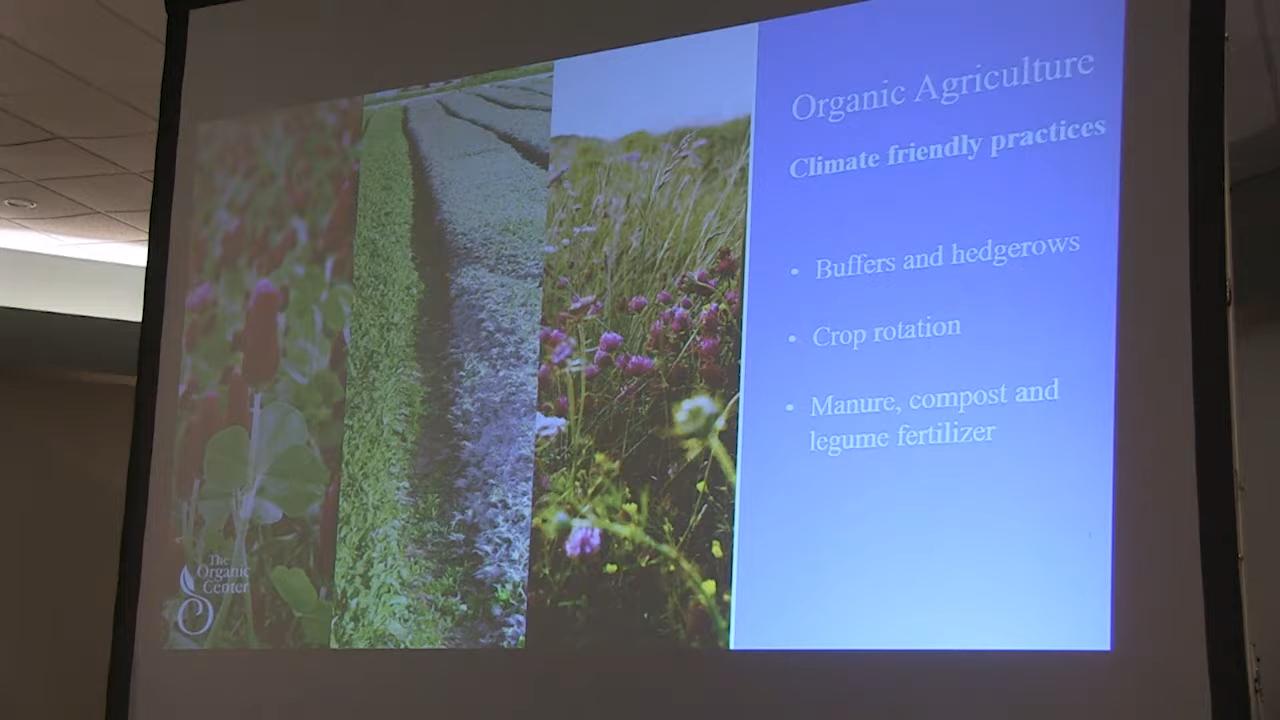 Organic Agriculture
Climate friendly practices
• Buffers and hedgerows
• Crop rotation
• Manure, compost and
legume fertilizer
The
Organic
Center